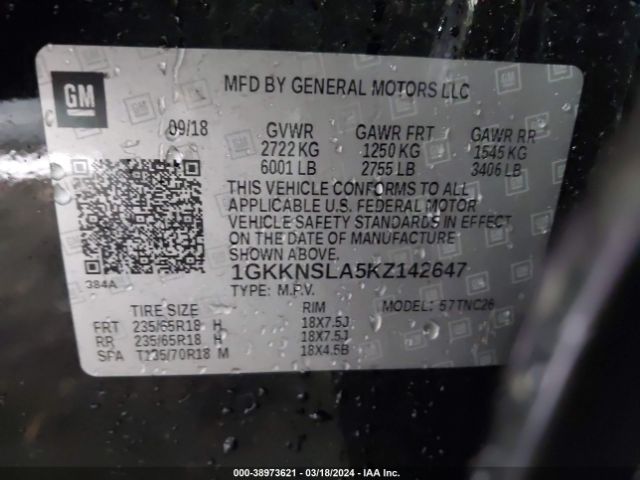 GM
MFD BY GENERAL MOTORS LLC
09/18 GVWR GAWR FRT GAWR RR
2722 KG 1250 KG 1545 KG
6001 LB 2755 LB 3406 LB
THIS VEHICLE CONFORMS TO ALL
APPLICABLE U.S. FEDERAL MOTOR
VEHICLE SAFETY STANDARDS IN EFFECT
ON THE DATE OF MANUFACTURE
SHOWN ABOVE.
384A 1GKKNSLA5KZ142647
TYPE: M.P.V. MODEL: 57TNC26
TIRE SIZE RIM
FRT 235/65R18 H 18X7.5J
RR 235/65R18 H 18X7.5J
SPA T135/70R18 M 18X4.5B
000-38973621 / 03/18/2024 - IAA Inc.